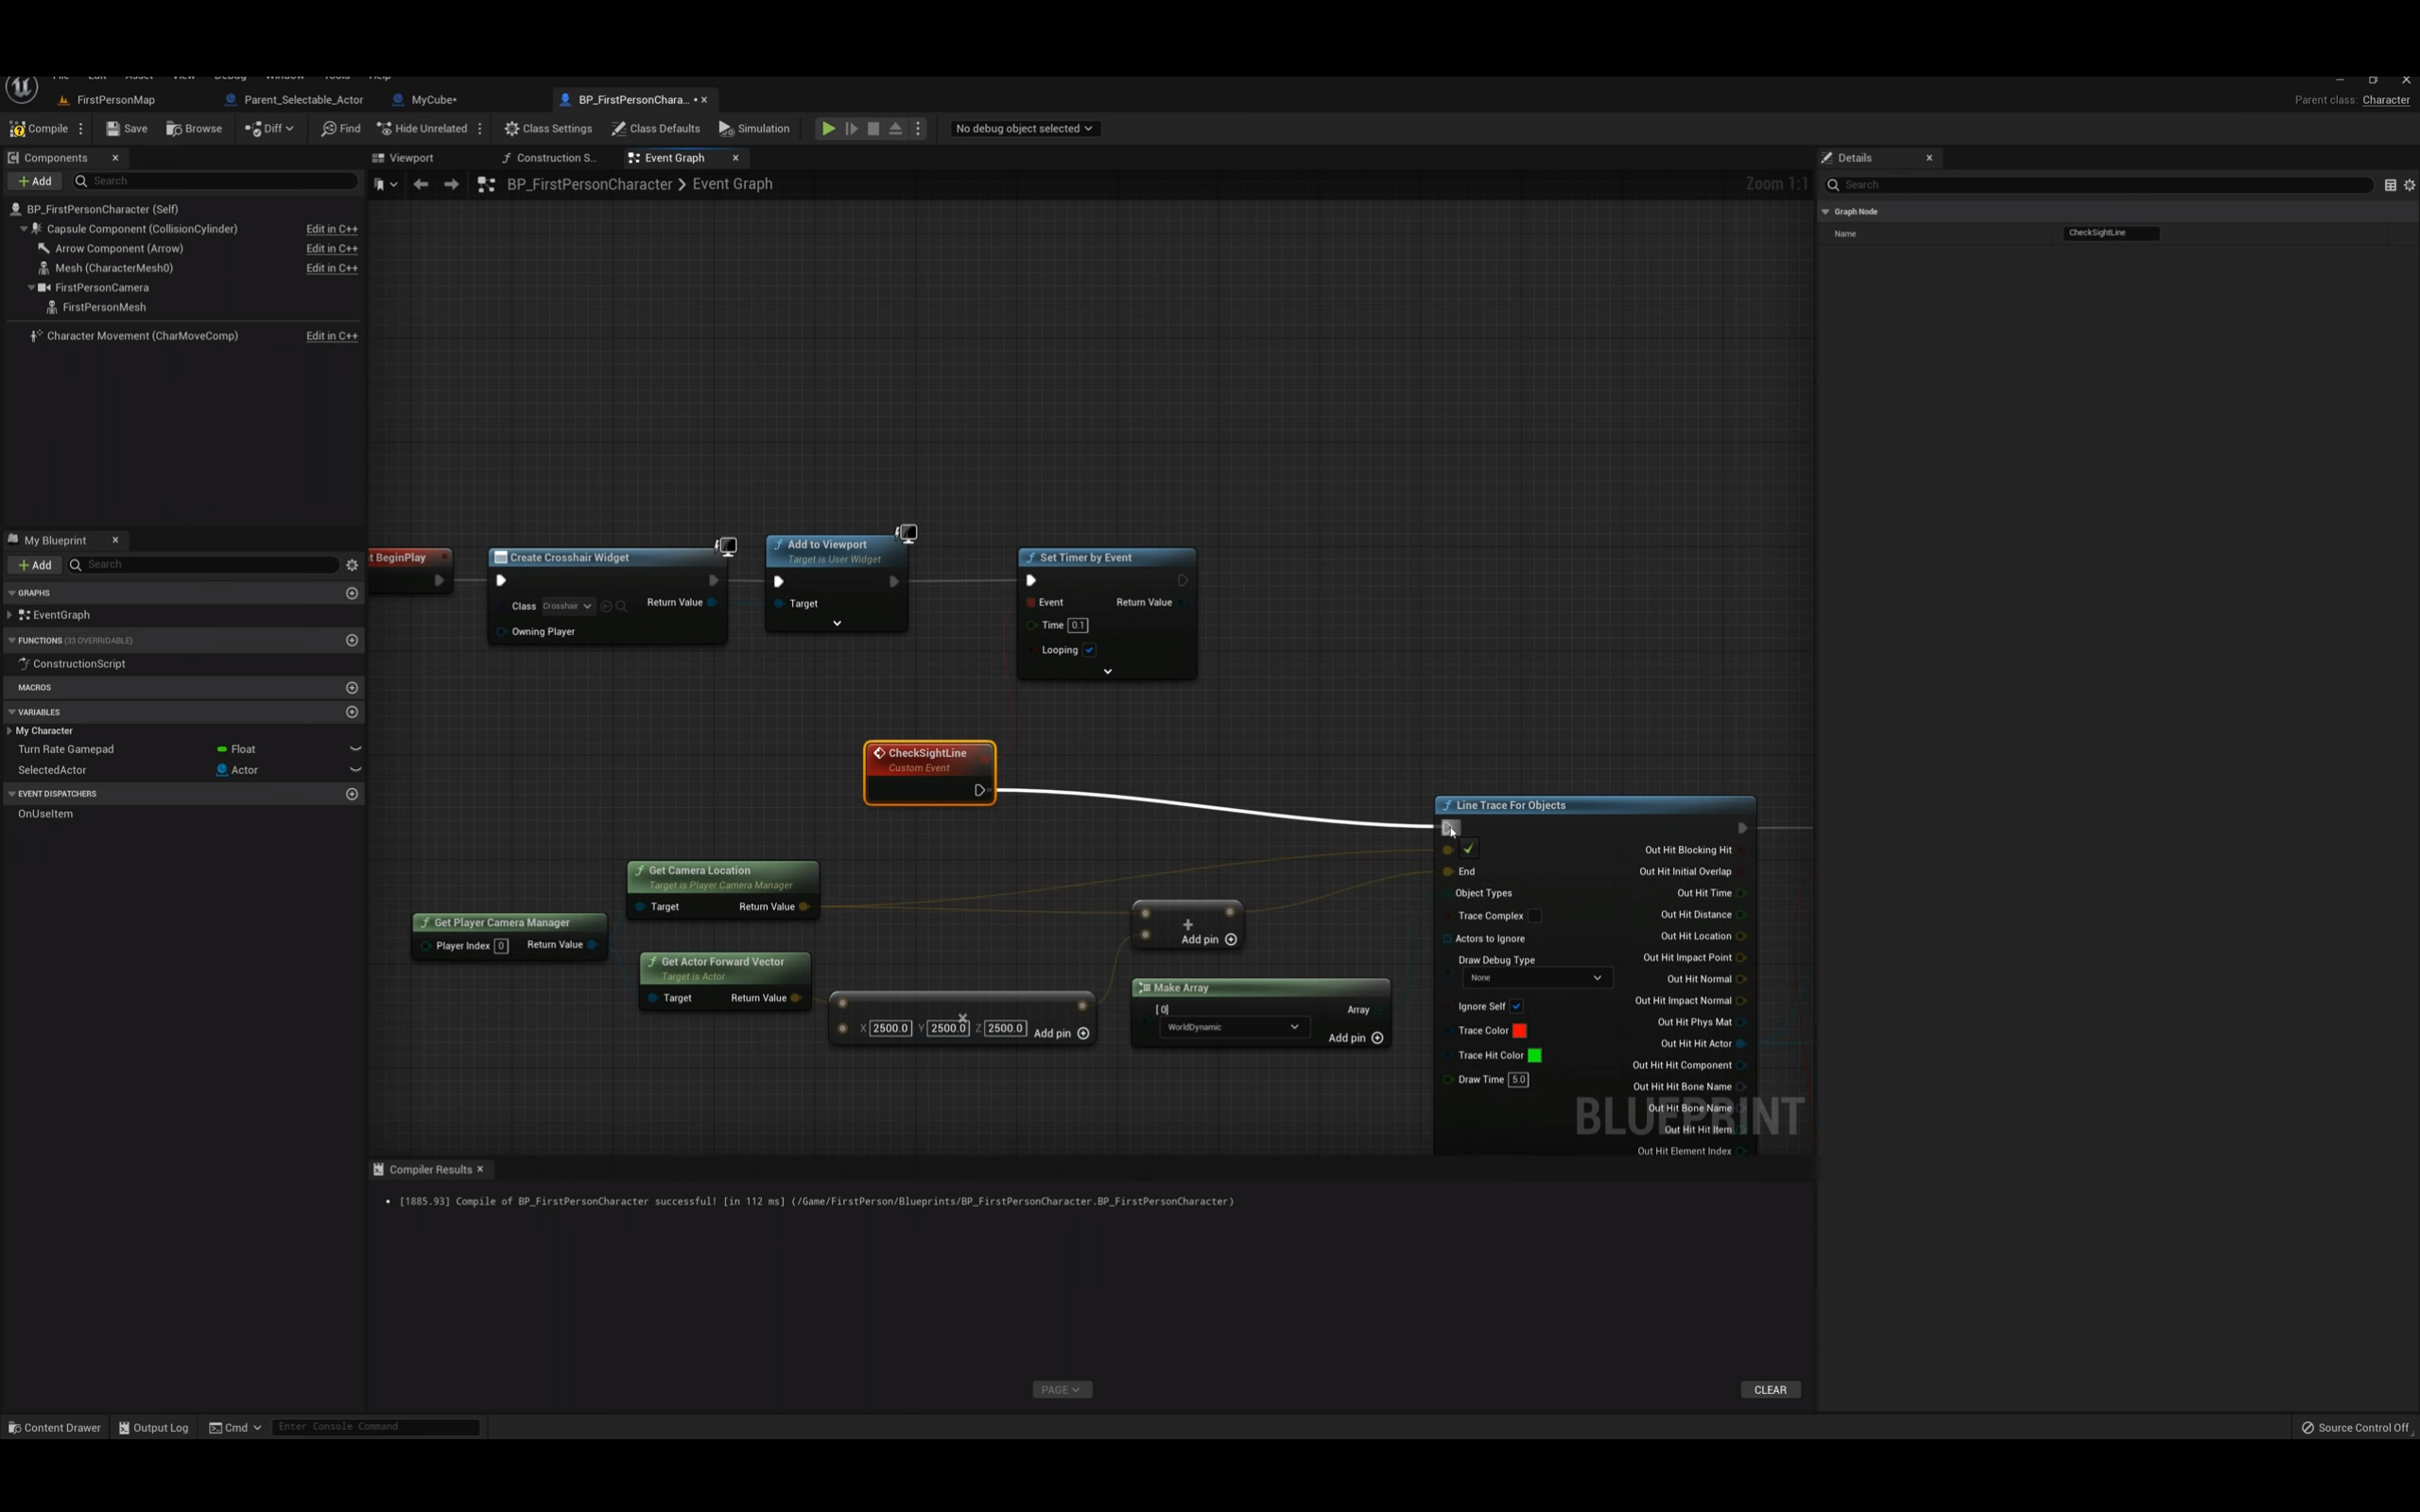 File Edit Asset View Debug Window Tools Help
FirstPersonMap Parent_Selectable_Actor MyCube• BP_FirstPersonChara... •
Parent class: Character
Compile Save Browse Diff Find Hide Unrelated Class Settings Class Defaults Simulation No debug object selected
Components
Add Search
BP_FirstPersonCharacter (Self)
Capsule Component (CollisionCylinder) Edit in C++
Arrow Component (Arrow) Edit in C++
Mesh (CharacterMesh0) Edit in C++
FirstPersonCamera
FirstPersonMesh
Character Movement (CharMoveComp) Edit in C++
My Blueprint
Add Search
GRAPHS
EventGraph
FUNCTIONS (33 OVERRIDABLE)
ConstructionScript
MACROS
VARIABLES
My Character
Turn Rate Gamepad Float
SelectedActor Actor
EVENT DISPATCHERS
OnUseItem
Viewport Construction S... Event Graph
BP_FirstPersonCharacter > Event Graph
Zoom 1:1
t BeginPlay
Create Crosshair Widget
Class Crosshair Return Value
Owning Player
Add to Viewport
Target is User Widget
Target
Set Timer by Event
Event Return Value
Time 0.1
Looping
CheckSightLine
Custom Event
Get Camera Location
Target is Player Camera Manager
Target Return Value
Get Player Camera Manager
Player Index 0 Return Value
Get Actor Forward Vector
Target is Actor
Target Return Value
X 2500.0 Y 2500.0 Z 2500.0 Add pin
+
Add pin
Make Array
[0] Array
WorldDynamic
Add pin
Line Trace For Objects
Out Hit Blocking Hit
End Out Hit Initial Overlap
Object Types Out Hit Time
Trace Complex Out Hit Distance
Actors to Ignore Out Hit Location
Draw Debug Type Out Hit Impact Point
None Out Hit Normal
Ignore Self Out Hit Impact Normal
Out Hit Phys Mat
Trace Color Out Hit Hit Actor
Trace Hit Color Out Hit Hit Component
Draw Time 5.0 Out Hit Hit Bone Name
Out Hit Bone Name
Out Hit Hit Item
Out Hit Element Index
BLUEPRINT
Compiler Results
[1885.93] Compile of BP_FirstPersonCharacter successful! [in 112 ms] (/Game/FirstPerson/Blueprints/BP_FirstPersonCharacter.BP_FirstPersonCharacter)
PAGE CLEAR
Details
Search
Graph Node
Name CheckSightLine
Content Drawer Output Log Cmd Enter Console Command Source Control Off